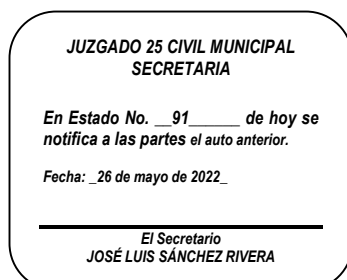 JUZGADO 25 CIVIL MUNICIPAL
SECRETARIA
En Estado No. __91______ de hoy se
notifica a las partes el auto anterior.
Fecha: _26 de mayo de 2022_
El Secretario
JOSÉ LUIS SÁNCHEZ RIVERA